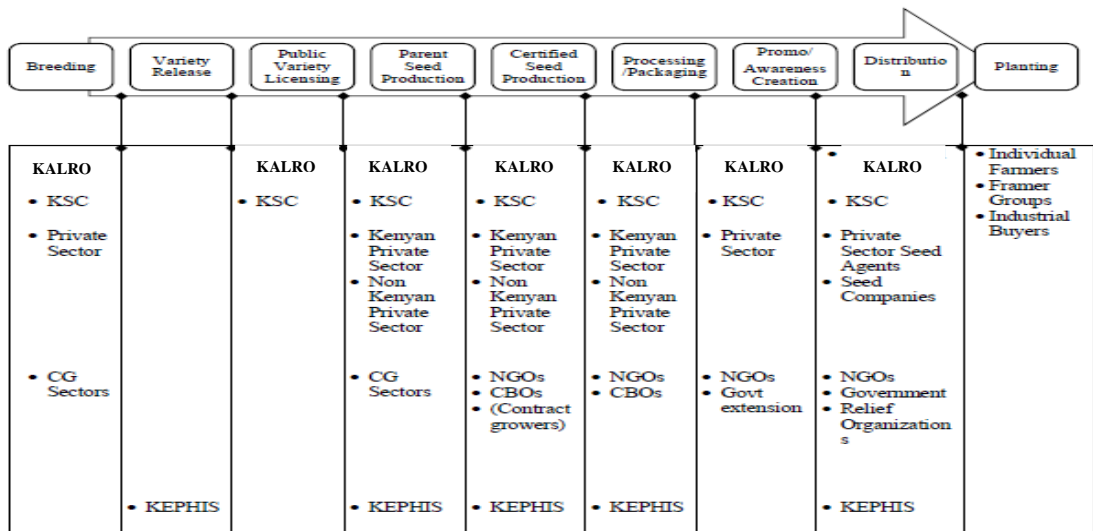 Breeding
Variety
Release
Public
Variety
Licensing
Parent
Seed
Production
Certified
Seed
Production
Processing
/Packaging
Promo/
Awareness
Creation
Distributio
n
Planting
KALRO
• KSC
• Private
Sector
• CG
Sectors
• KEPHIS
KALRO
• KSC
KALRO
• KSC
• Kenyan
Private
Sector
• Non
Kenyan
Private
Sector
• CG
Sectors
• KEPHIS
KALRO
• KSC
• Kenyan
Private
Sector
• Non
Kenyan
Private
Sector
• NGOs
• CBOs
• (Contract
growers)
• KEPHIS
KALRO
• KSC
• Kenyan
Private
Sector
• Non
Kenyan
Private
Sector
• NGOs
• CBOs
• KEPHIS
KALRO
• KSC
• Private
Sector
• NGOs
• Govt
extension
•
KALRO
• KSC
• Private
Sector Seed
Agents
• Seed
Companies
• NGOs
• Government
• Relief
Organization
s
• KEPHIS
• Individual
Farmers
• Framer
Groups
• Industrial
Buyers